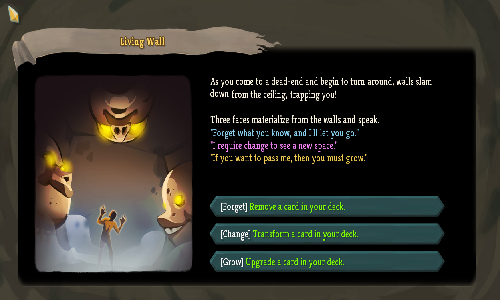 Living Wall
As you come to a dead-end and begin to turn around, walls slam
down from the ceiling, trapping you!
Three faces materialize from the walls and speak.
"Forget what you know, and I'll let you go."
"I require change to see a new space."
"If you want to pass me, then you must grow."
[Forget] Remove a card in your deck.
[Change] Transform a card in your deck.
[Grow] Upgrade a card in your deck.